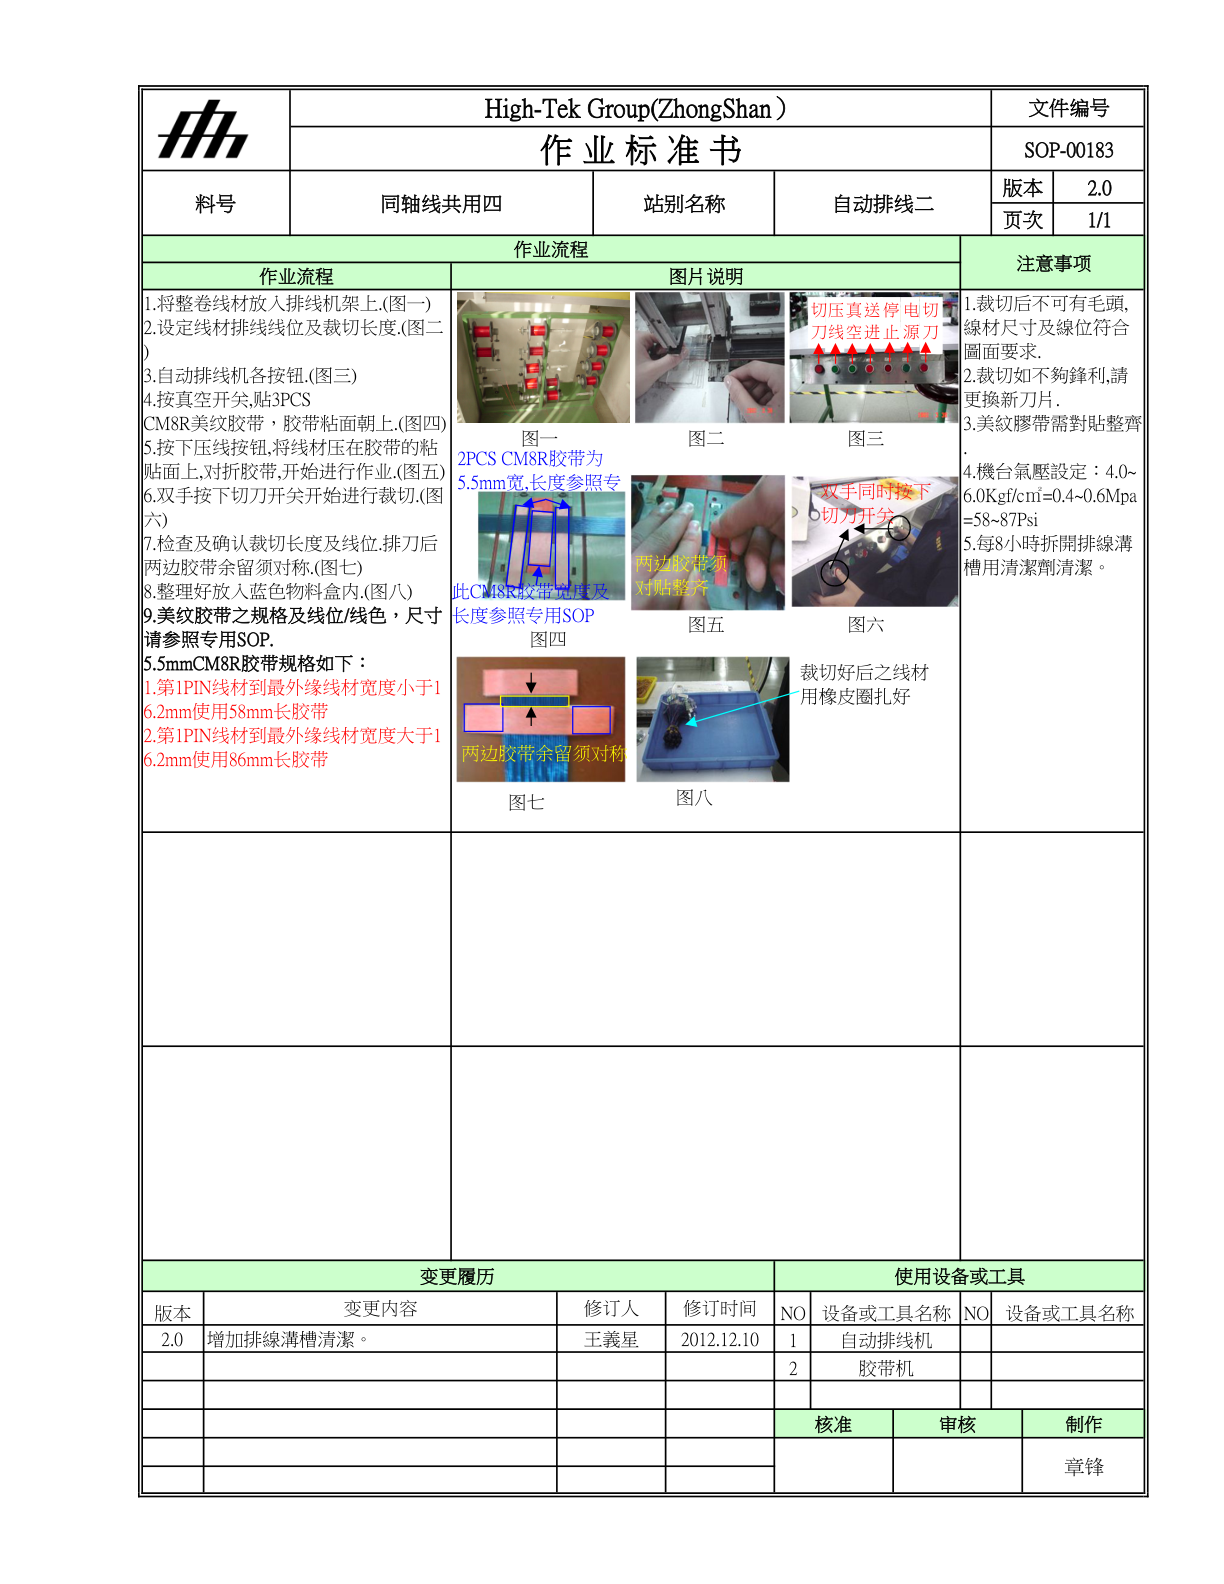 High-Tek Group(ZhongShan）
文件编号
作 业 标 准 书
SOP-00183
料号
同轴线共用四
站别名称
自动排线二
版本
2.0
页次
1/1
作业流程
注意事项
作业流程
图片说明
1.将整卷线材放入排线机架上.(图一)
2.设定线材排线线位及裁切长度.(图二
)
3.自动排线机各按钮.(图三)
4.按真空开关,贴3PCS
CM8R美纹胶带，胶带粘面朝上.(图四)
5.按下压线按钮,将线材压在胶带的粘
贴面上,对折胶带,开始进行作业.(图五)
6.双手按下切刀开关开始进行裁切.(图
六)
7.检查及确认裁切长度及线位.排刀后
两边胶带余留须对称.(图七)
8.整理好放入蓝色物料盒内.(图八)
9.美纹胶带之规格及线位/线色，尺寸
请参照专用SOP.
5.5mmCM8R胶带规格如下：
1.第1PIN线材到最外缘线材宽度小于1
6.2mm使用58mm长胶带
2.第1PIN线材到最外缘线材宽度大于1
6.2mm使用86mm长胶带
切压真送停电切
刀线空进止源刀
图一
图二
图三
2PCS CM8R胶带为
5.5mm宽,长度参照专
此CM8R胶带宽度及
长度参照专用SOP
图四
两边胶带须
对贴整齐
图五
双手同时按下
切刀开关
图六
两边胶带余留须对称
图七
裁切好后之线材
用橡皮圈扎好
图八
1.裁切后不可有毛頭,
線材尺寸及線位符合
圖面要求.
2.裁切如不夠鋒利,請
更換新刀片.
3.美紋膠帶需對貼整齊
.
4.機台氣壓設定：4.0~
6.0Kgf/c㎡=0.4~0.6Mpa
=58~87Psi
5.每8小時拆開排線溝
槽用清潔劑清潔。
变更履历
使用设备或工具
版本
变更内容
修订人
修订时间
NO
设备或工具名称
NO
设备或工具名称
2.0
增加排線溝槽清潔。
王義星
2012.12.10
1
自动排线机
2
胶带机
核准
审核
制作
章锋